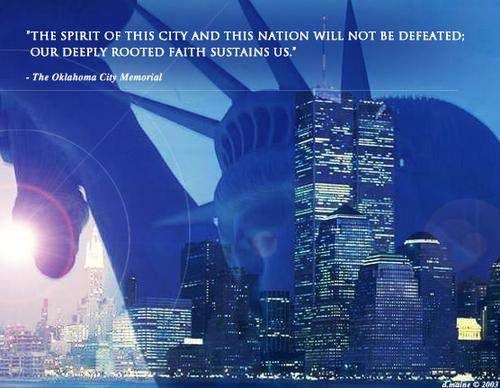 "THE SPIRIT OF THIS CITY AND THIS NATION WILL NOT BE DEFEATED;
OUR DEEPLY ROOTED FAITH SUSTAINS US."
- The Oklahoma City Memorial
© 2003